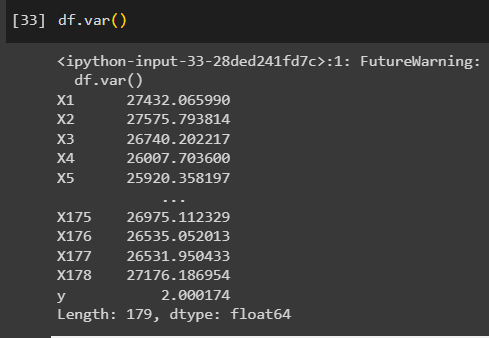 [33] df.var()
<ipython-input-33-28ded241fd7c>:1: FutureWarning:
df.var()
X1 27432.065990
X2 27575.793814
X3 26740.202217
X4 26007.703600
X5 25920.358197
...
X175 26975.112329
X176 26535.052013
X177 26531.950433
X178 27176.186954
y 2.000174
Length: 179, dtype: float64